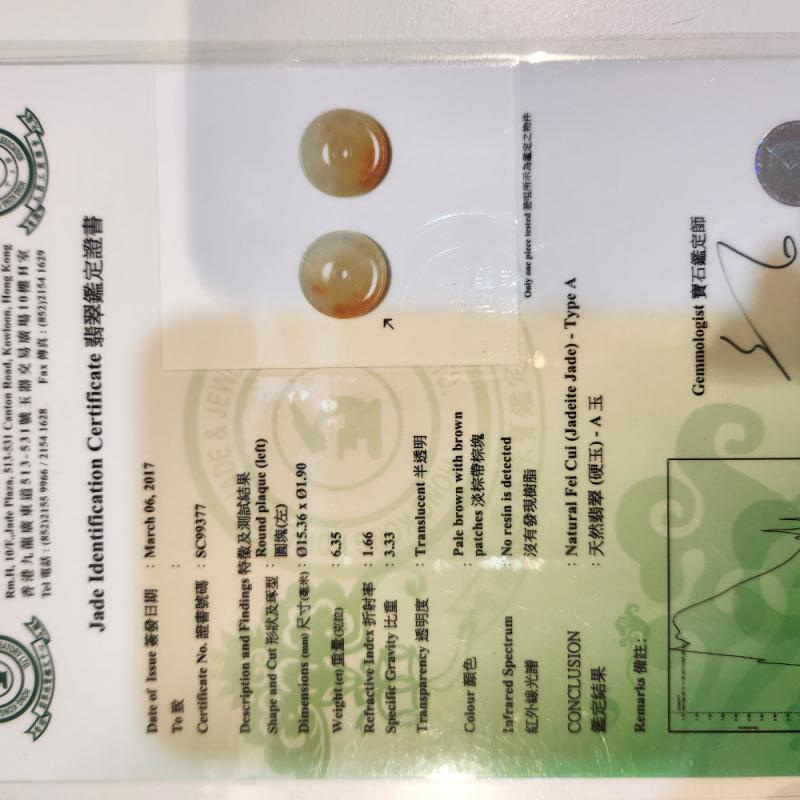 Rm.H. 10/F.,Jade Plaza, 513-531 Canton Road, Kowloon, Hong Kong
香港九龍廣東道513-531號玉器交易廣場10樓H室
Tel 電話 : (852)2155 9966 / 2154 1628 Fax 傳真 : (852)2154 1629
Jade Identification Certificate 翡翠鑑定證書
Date of Issue 簽發日期 : March 06, 2017
To 致 :
Certificate No. 證書號碼 : SC99377
Description and Findings 特徵及測試結果
Shape and Cut 形狀及琢型 : Round plaque (left)
圓塊(左)
Dimensions (mm) 尺寸(毫米) : Ø15.36 x Ø1.90
Weight (ct) 重量(克拉) : 6.35
Refractive Index 折射率 : 1.66
Specific Gravity 比重 : 3.33
Transparency 透明度 : Translucent 半透明
Colour 顏色 : Pale brown with brown
patches 淡棕帶棕塊
Infrared Spectrum : No resin is detected
紅外線光譜 沒有發現樹脂
CONCLUSION : Natural Fei Cui (Jadeite Jade) - Type A
鑑定結果 : 天然翡翠 (硬玉) - A 玉
Remarks 備註 :
Only one piece tested 箭咀所示為鑑定之物件
Gemmologist 寶石鑑定師